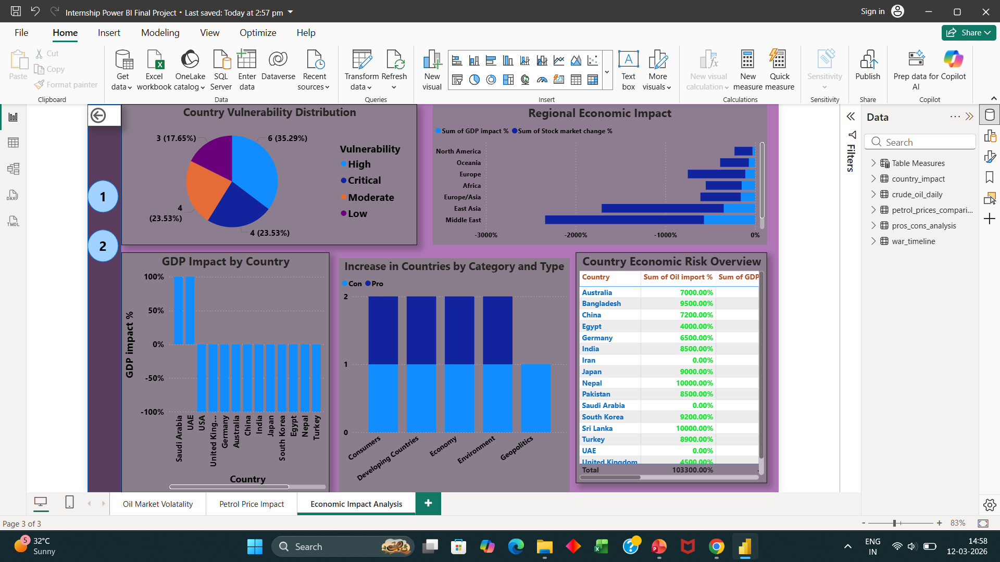 Internship Power BI Final Project • Last saved: Today at 2:57 pm
Sign in
File Home Insert Modeling View Optimize Help
Share
Paste
Cut
Copy
Format painter
Clipboard
Get data
Excel workbook
OneLake catalog
SQL Server
Enter data
Dataverse
Recent sources
Data
Transform data
Refresh
Queries
New visual
Text box
More visuals
Insert
New visual calculation
New measure
Quick measure
Calculations
Sensitivity
Sensitivity
Publish
Share
Prep data for AI
Copilot
Copilot
1
2
Country Vulnerability Distribution
3 (17.65%)
6 (35.29%)
4 (23.53%)
4 (23.53%)
Vulnerability
High
Critical
Moderate
Low
Regional Economic Impact
Sum of GDP impact % Sum of Stock market change %
North America
Oceania
Europe
Africa
Europe/Asia
East Asia
Middle East
-3000% -2000% -1000% 0%
GDP Impact by Country
GDP impact %
100%
50%
0%
-50%
-100%
Saudi Arabia
UAE
USA
United King...
Germany
Australia
China
India
Japan
South Korea
Egypt
Nepal
Turkey
Country
Increase in Countries by Category and Type
Con Pro
2
1
0
Consumers
Developing Countries
Economy
Environment
Geopolitics
Country Economic Risk Overview
Country Sum of Oil import % Sum of GDP
Australia 7000.00%
Bangladesh 9500.00%
China 7200.00%
Egypt 4000.00%
Germany 6500.00%
India 8500.00%
Iran 0.00%
Japan 9000.00%
Nepal 10000.00%
Pakistan 8500.00%
Saudi Arabia 0.00%
South Korea 9200.00%
Sri Lanka 10000.00%
Turkey 8900.00%
UAE 0.00%
United Kingdom 4500.00%
Total 103300.00%
Filters
Data
Search
Table Measures
country_impact
crude_oil_daily
petrol_prices_compari...
pros_cons_analysis
war_timeline
DAX
TMDL
Oil Market Volatality
Petrol Price Impact
Economic Impact Analysis
Page 3 of 3
- + 83%
5
32°C
Sunny
Search
ENG
IN
14:58
12-03-2026